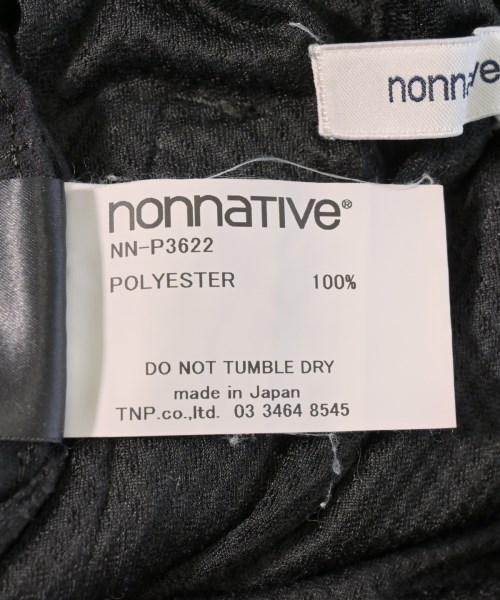 nonnative
nonnative®
NN-P3622
POLYESTER 100%
DO NOT TUMBLE DRY
made in Japan
TNP.co.,ltd. 03 3464 8545